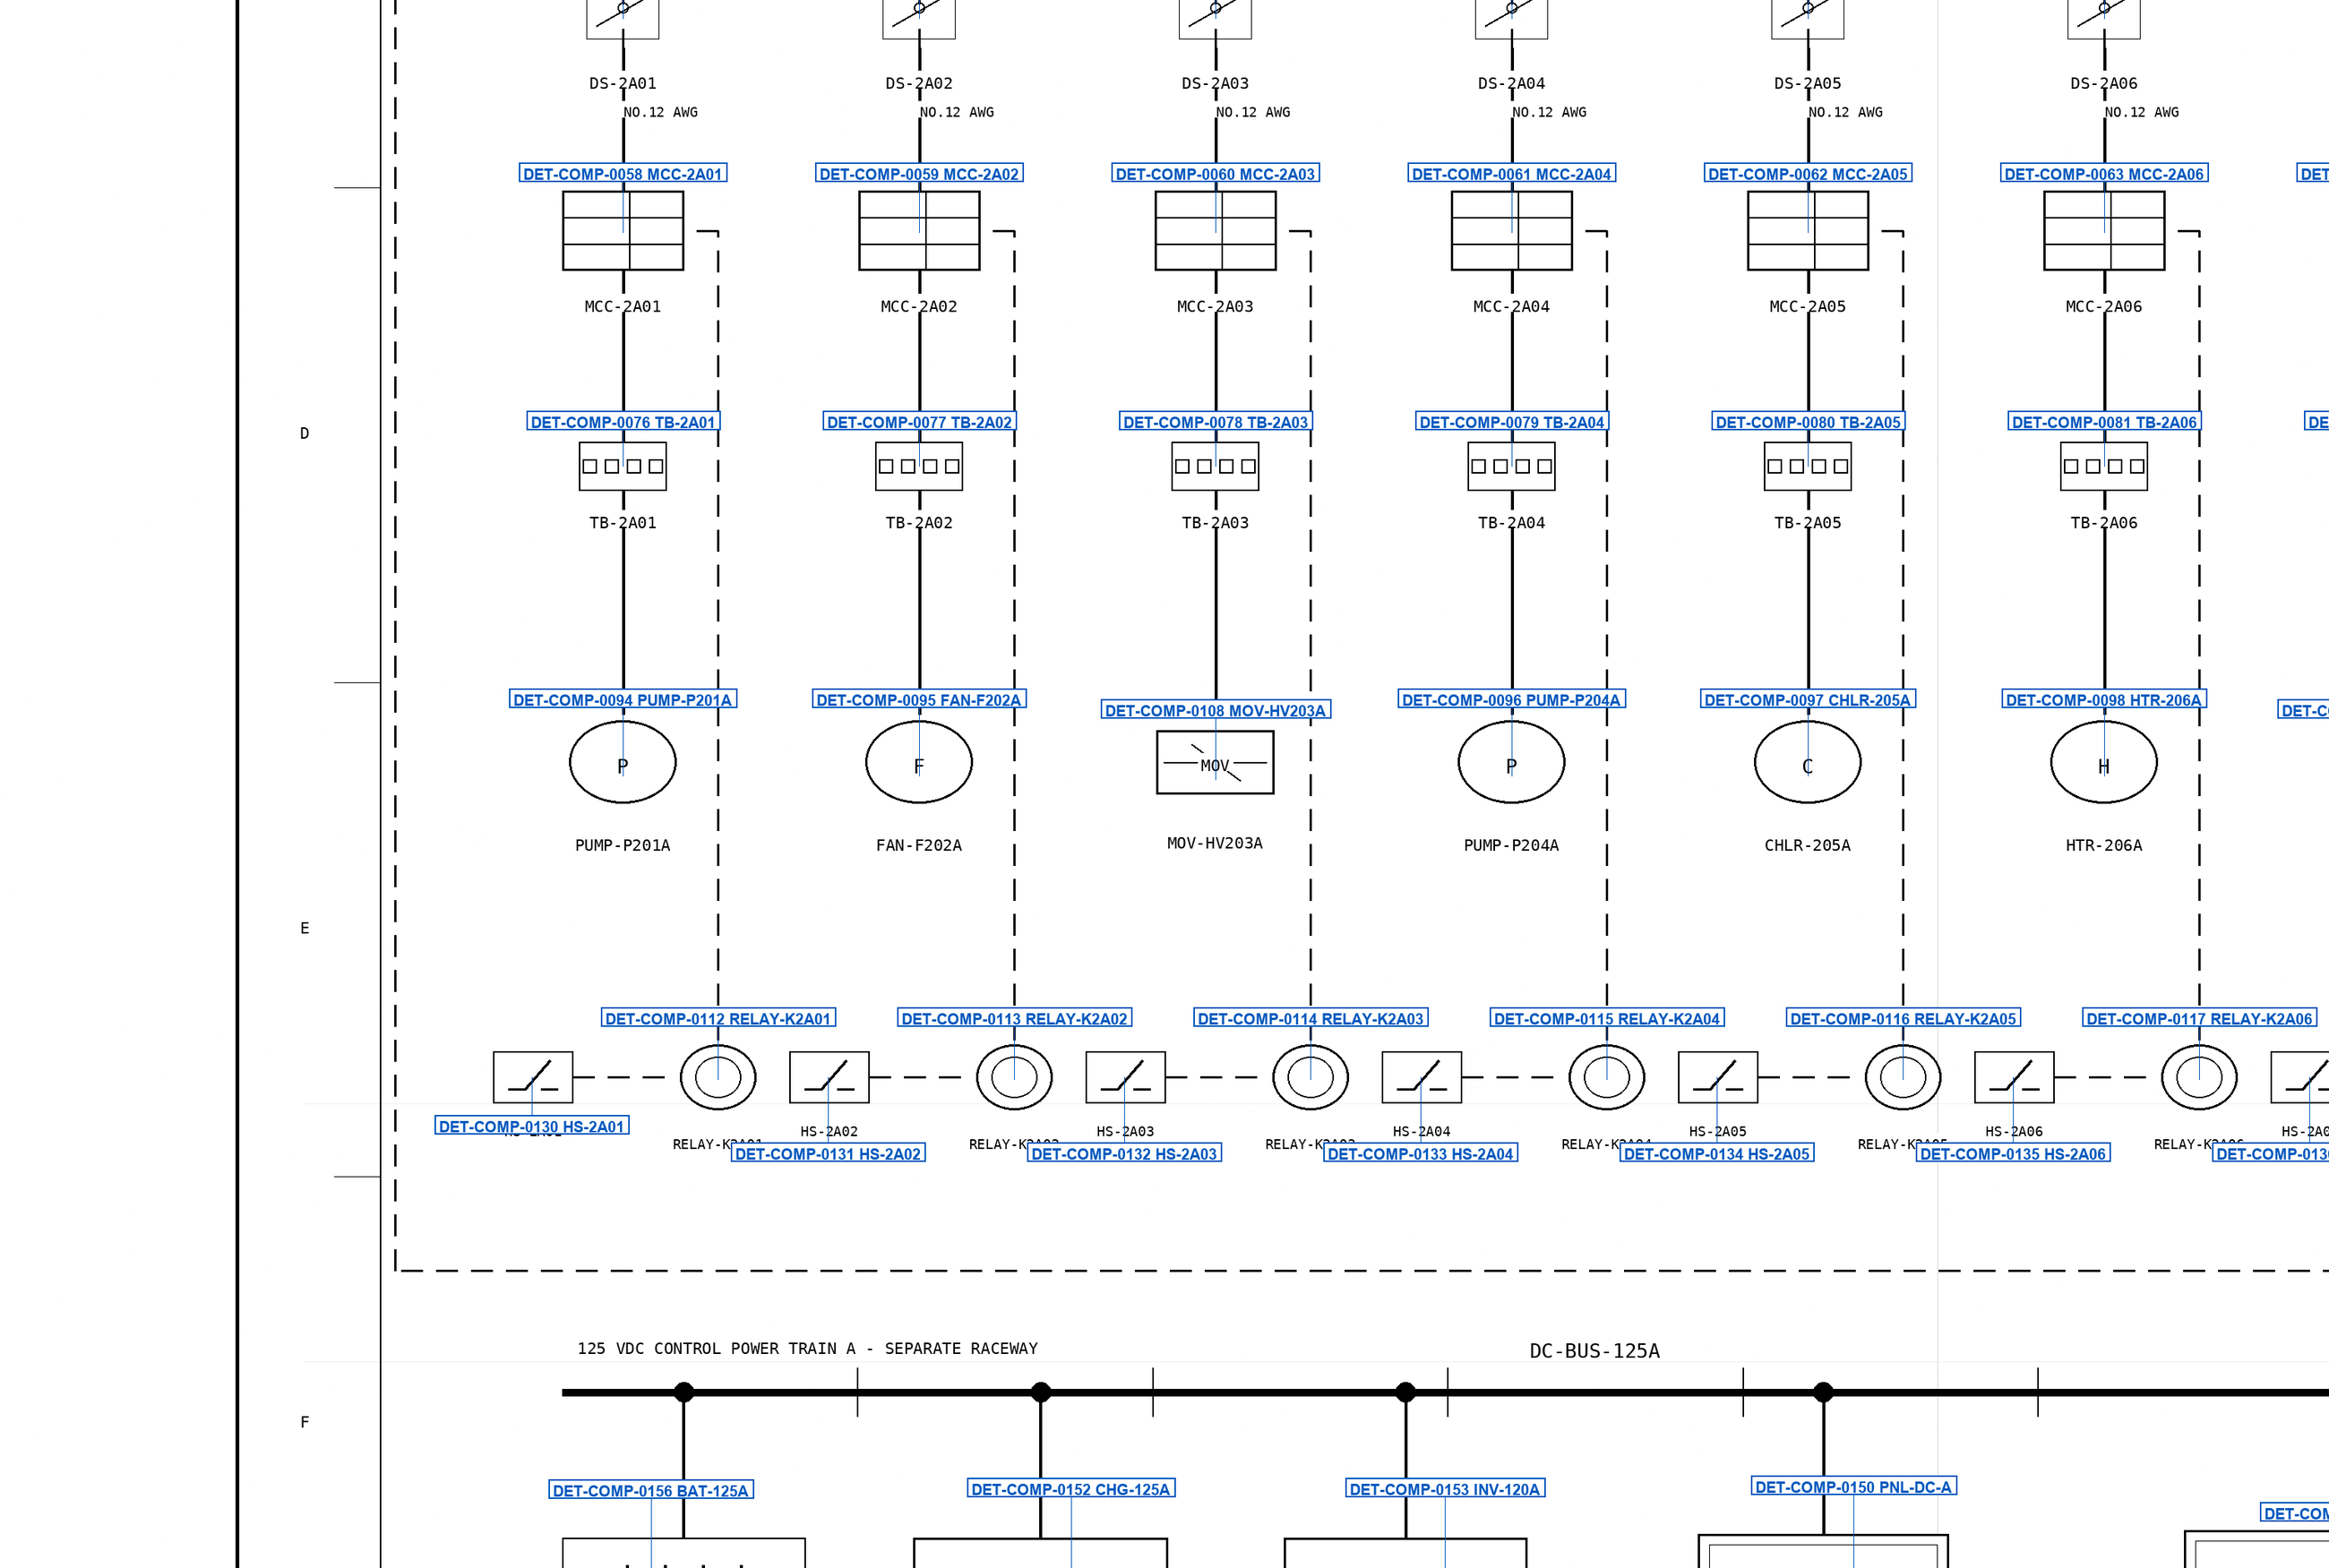 DS-2A01 DS-2A02 DS-2A03 DS-2A04 DS-2A05 DS-2A06
NO.12 AWG NO.12 AWG NO.12 AWG NO.12 AWG NO.12 AWG NO.12 AWG
DET-COMP-0058 MCC-2A01 DET-COMP-0059 MCC-2A02 DET-COMP-0060 MCC-2A03 DET-COMP-0061 MCC-2A04 DET-COMP-0062 MCC-2A05 DET-COMP-0063 MCC-2A06
MCC-2A01 MCC-2A02 MCC-2A03 MCC-2A04 MCC-2A05 MCC-2A06
DET-COMP-0076 TB-2A01 DET-COMP-0077 TB-2A02 DET-COMP-0078 TB-2A03 DET-COMP-0079 TB-2A04 DET-COMP-0080 TB-2A05 DET-COMP-0081 TB-2A06
D
TB-2A01 TB-2A02 TB-2A03 TB-2A04 TB-2A05 TB-2A06
DET-COMP-0094 PUMP-P201A DET-COMP-0095 FAN-F202A DET-COMP-0108 MOV-HV203A DET-COMP-0096 PUMP-P204A DET-COMP-0097 CHLR-205A DET-COMP-0098 HTR-206A
P F MOV P C H
PUMP-P201A FAN-F202A MOV-HV203A PUMP-P204A CHLR-205A HTR-206A
E
DET-COMP-0112 RELAY-K2A01 DET-COMP-0113 RELAY-K2A02 DET-COMP-0114 RELAY-K2A03 DET-COMP-0115 RELAY-K2A04 DET-COMP-0116 RELAY-K2A05 DET-COMP-0117 RELAY-K2A06
DET-COMP-0130 HS-2A01 HS-2A02 HS-2A03 HS-2A04 HS-2A05 HS-2A06
DET-COMP-0131 HS-2A02 DET-COMP-0132 HS-2A03 DET-COMP-0133 HS-2A04 DET-COMP-0134 HS-2A05 DET-COMP-0135 HS-2A06
125 VDC CONTROL POWER TRAIN A - SEPARATE RACEWAY DC-BUS-125A
F
DET-COMP-0156 BAT-125A DET-COMP-0152 CHG-125A DET-COMP-0153 INV-120A DET-COMP-0150 PNL-DC-A